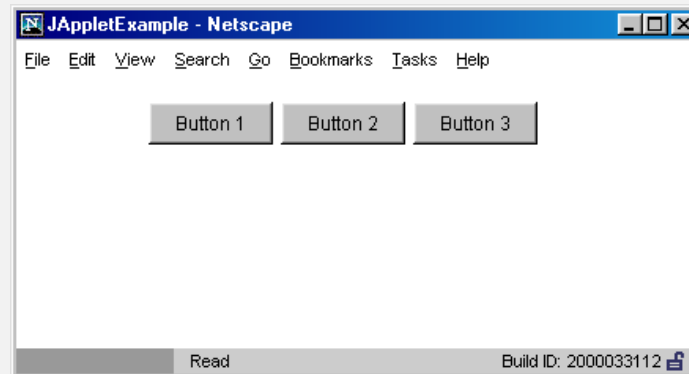 JAppletExample - Netscape
File Edit View Search Go Bookmarks Tasks Help
Button 1 Button 2 Button 3
Read Build ID: 2000033112